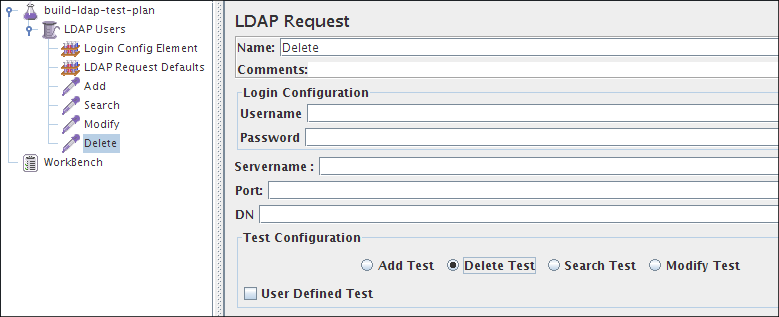 build-ldap-test-plan
LDAP Users
Login Config Element
LDAP Request Defaults
Add
Search
Modify
Delete
WorkBench
LDAP Request
Name: Delete
Comments:
Login Configuration
Username
Password
Servername :
Port:
DN
Test Configuration
Add Test Delete Test Search Test Modify Test
User Defined Test